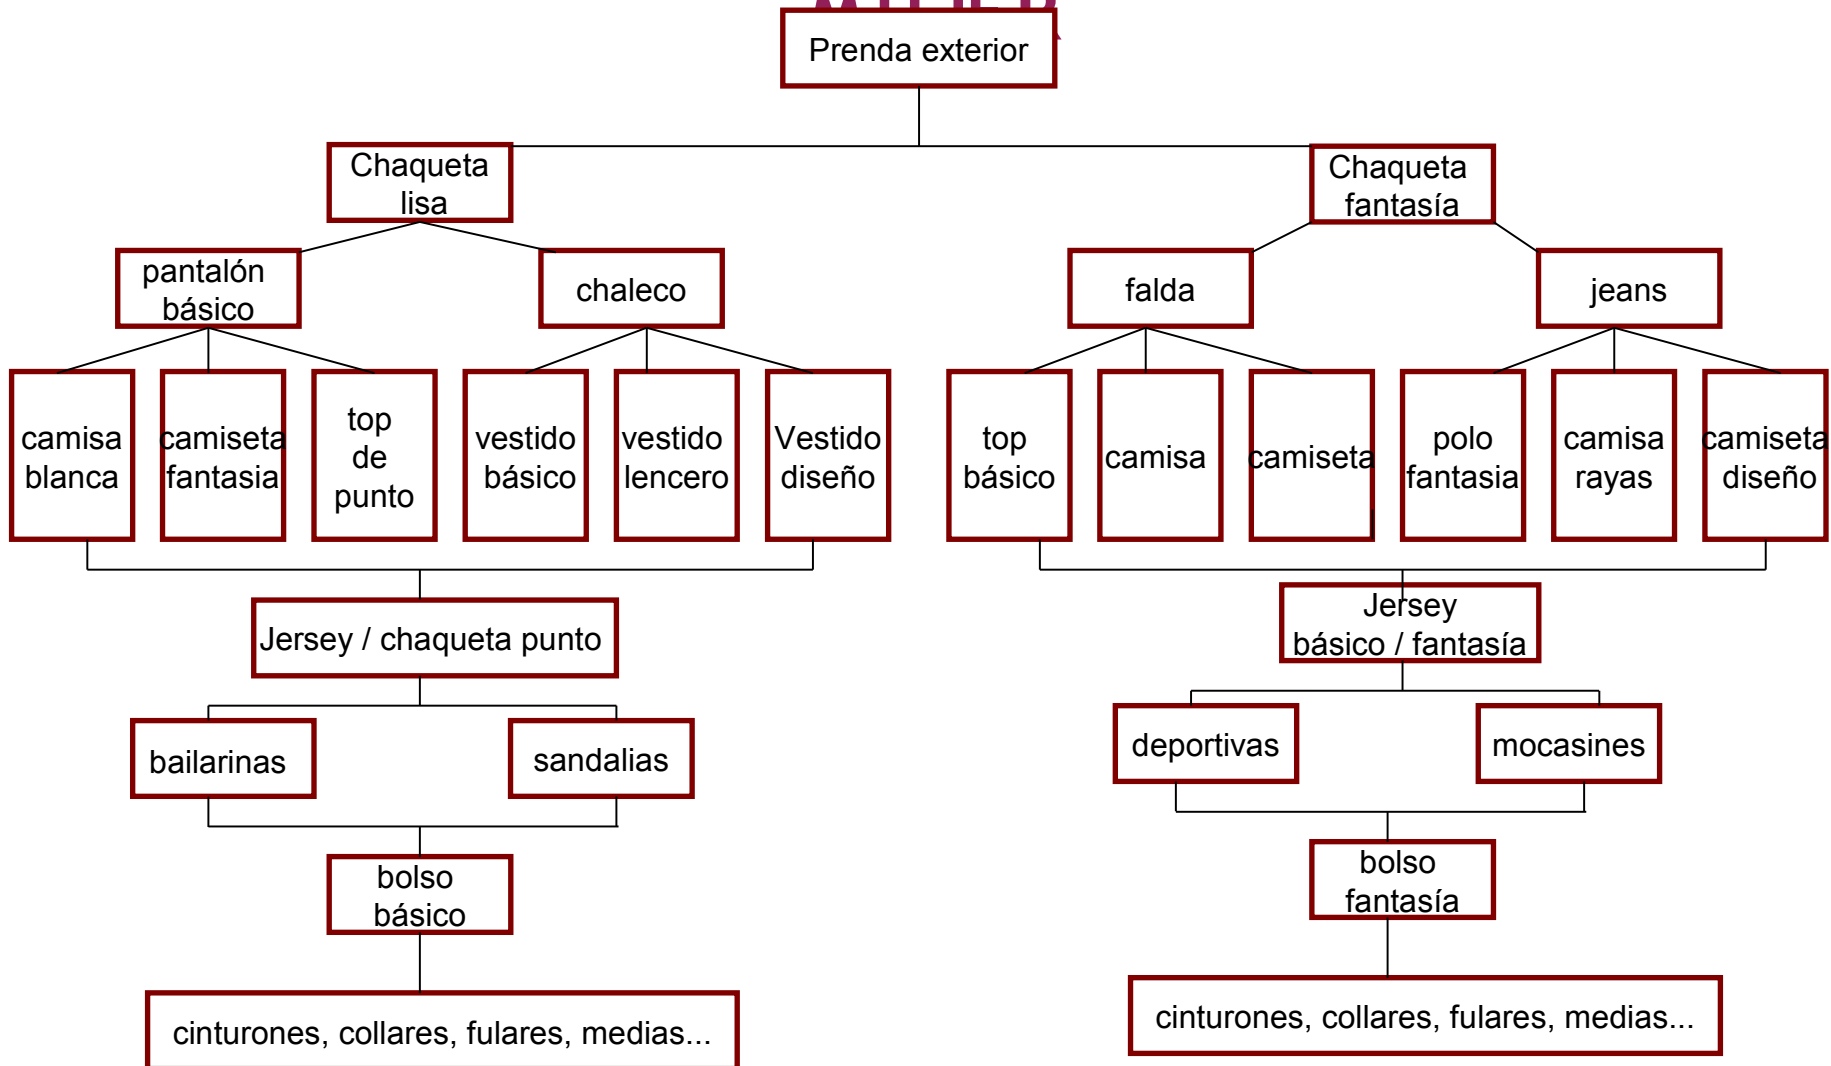 MUJER
Prenda exterior
Chaqueta
lisa
Chaqueta
fantasía
pantalón
básico
chaleco
falda
jeans
camisa
blanca
camiseta
fantasia
top
de
punto
vestido
básico
vestido
lencero
Vestido
diseño
top
básico
camisa
camiseta
polo
fantasia
camisa
rayas
camiseta
diseño
Jersey / chaqueta punto
Jersey
básico / fantasía
bailarinas
sandalias
deportivas
mocasines
bolso
básico
bolso
fantasía
cinturones, collares, fulares, medias...
cinturones, collares, fulares, medias...